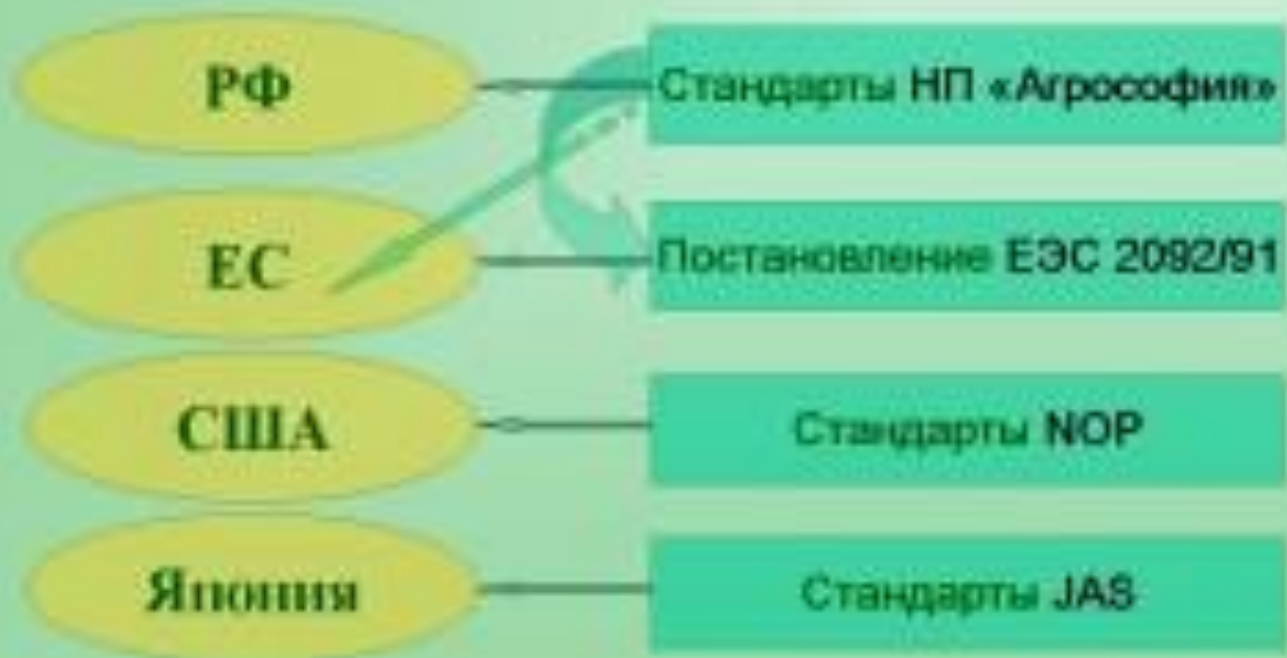 РФ
Стандарты НП «Агрософия»
ЕС
Постановление ЕЭС 2092/91
США
Стандарты NOP
Япония
Стандарты JAS